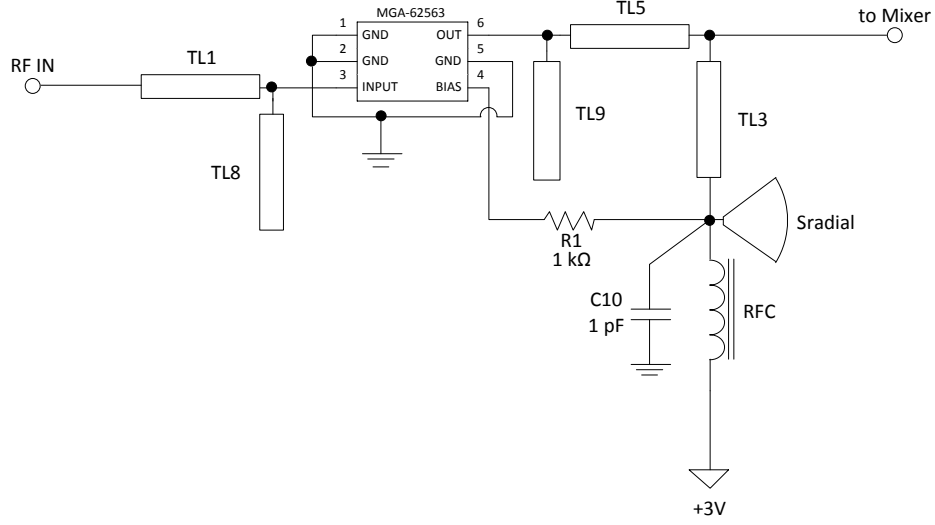 MGA-62563
TL5
to Mixer
1
GND
OUT
6
2
GND
GND
5
3
INPUT
BIAS
4
RF IN
TL1
TL8
TL9
TL3
R1
1 kΩ
Sradial
C10
1 pF
RFC
+3V